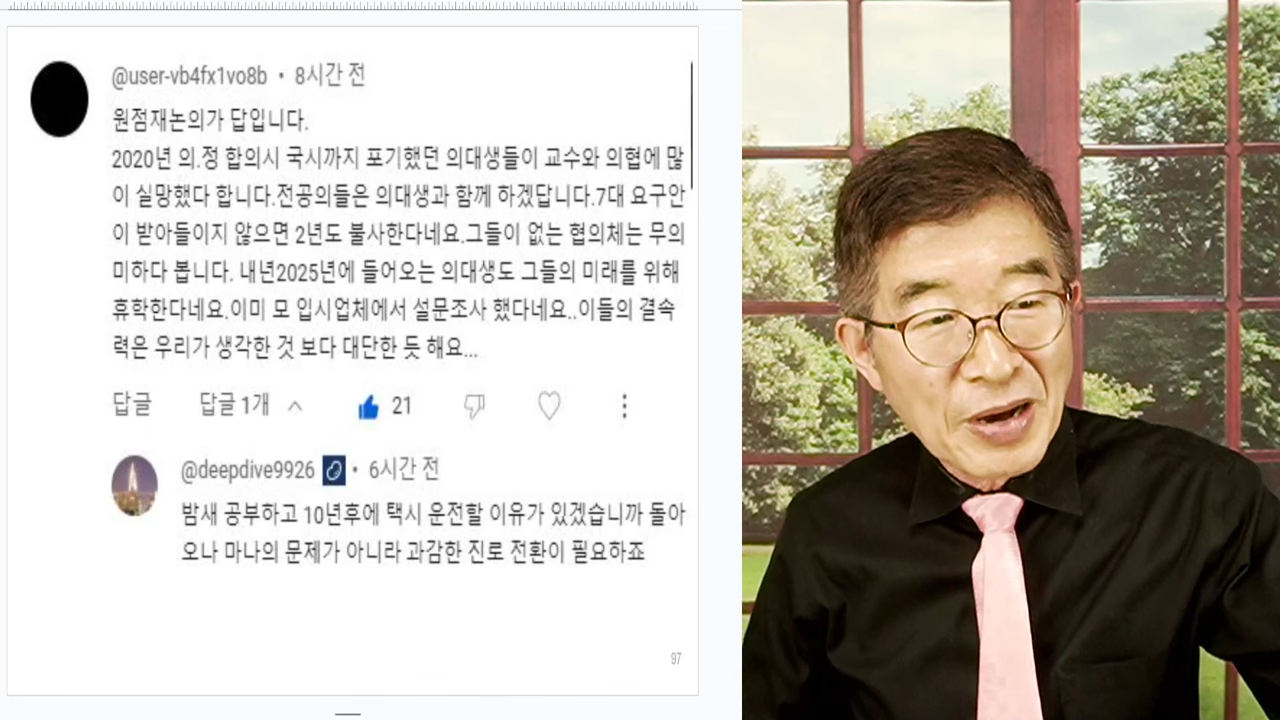 @user-vb4fx1vo8b • 8시간 전
원점재논의가 답입니다.
2020년 의.정 합의시 국시까지 포기했던 의대생들이 교수와 의협에 많
이 실망했다 합니다.전공의들은 의대생과 함께 하겠답니다.7대 요구안
이 받아들이지 않으면 2년도 불사한다네요.그들이 없는 협의체는 무의
미하다 봅니다. 내년2025년에 들어오는 의대생도 그들의 미래를 위해
휴학한다네요.이미 모 입시업체에서 설문조사 했다네요..이들의 결속
력은 우리가 생각한 것 보다 대단한 듯 해요...
답글 답글 1개 21
@deepdive9926 • 6시간 전
밤새 공부하고 10년후에 택시 운전할 이유가 있겠습니까 돌아
오나 마나의 문제가 아니라 과감한 진로 전환이 필요하죠
97